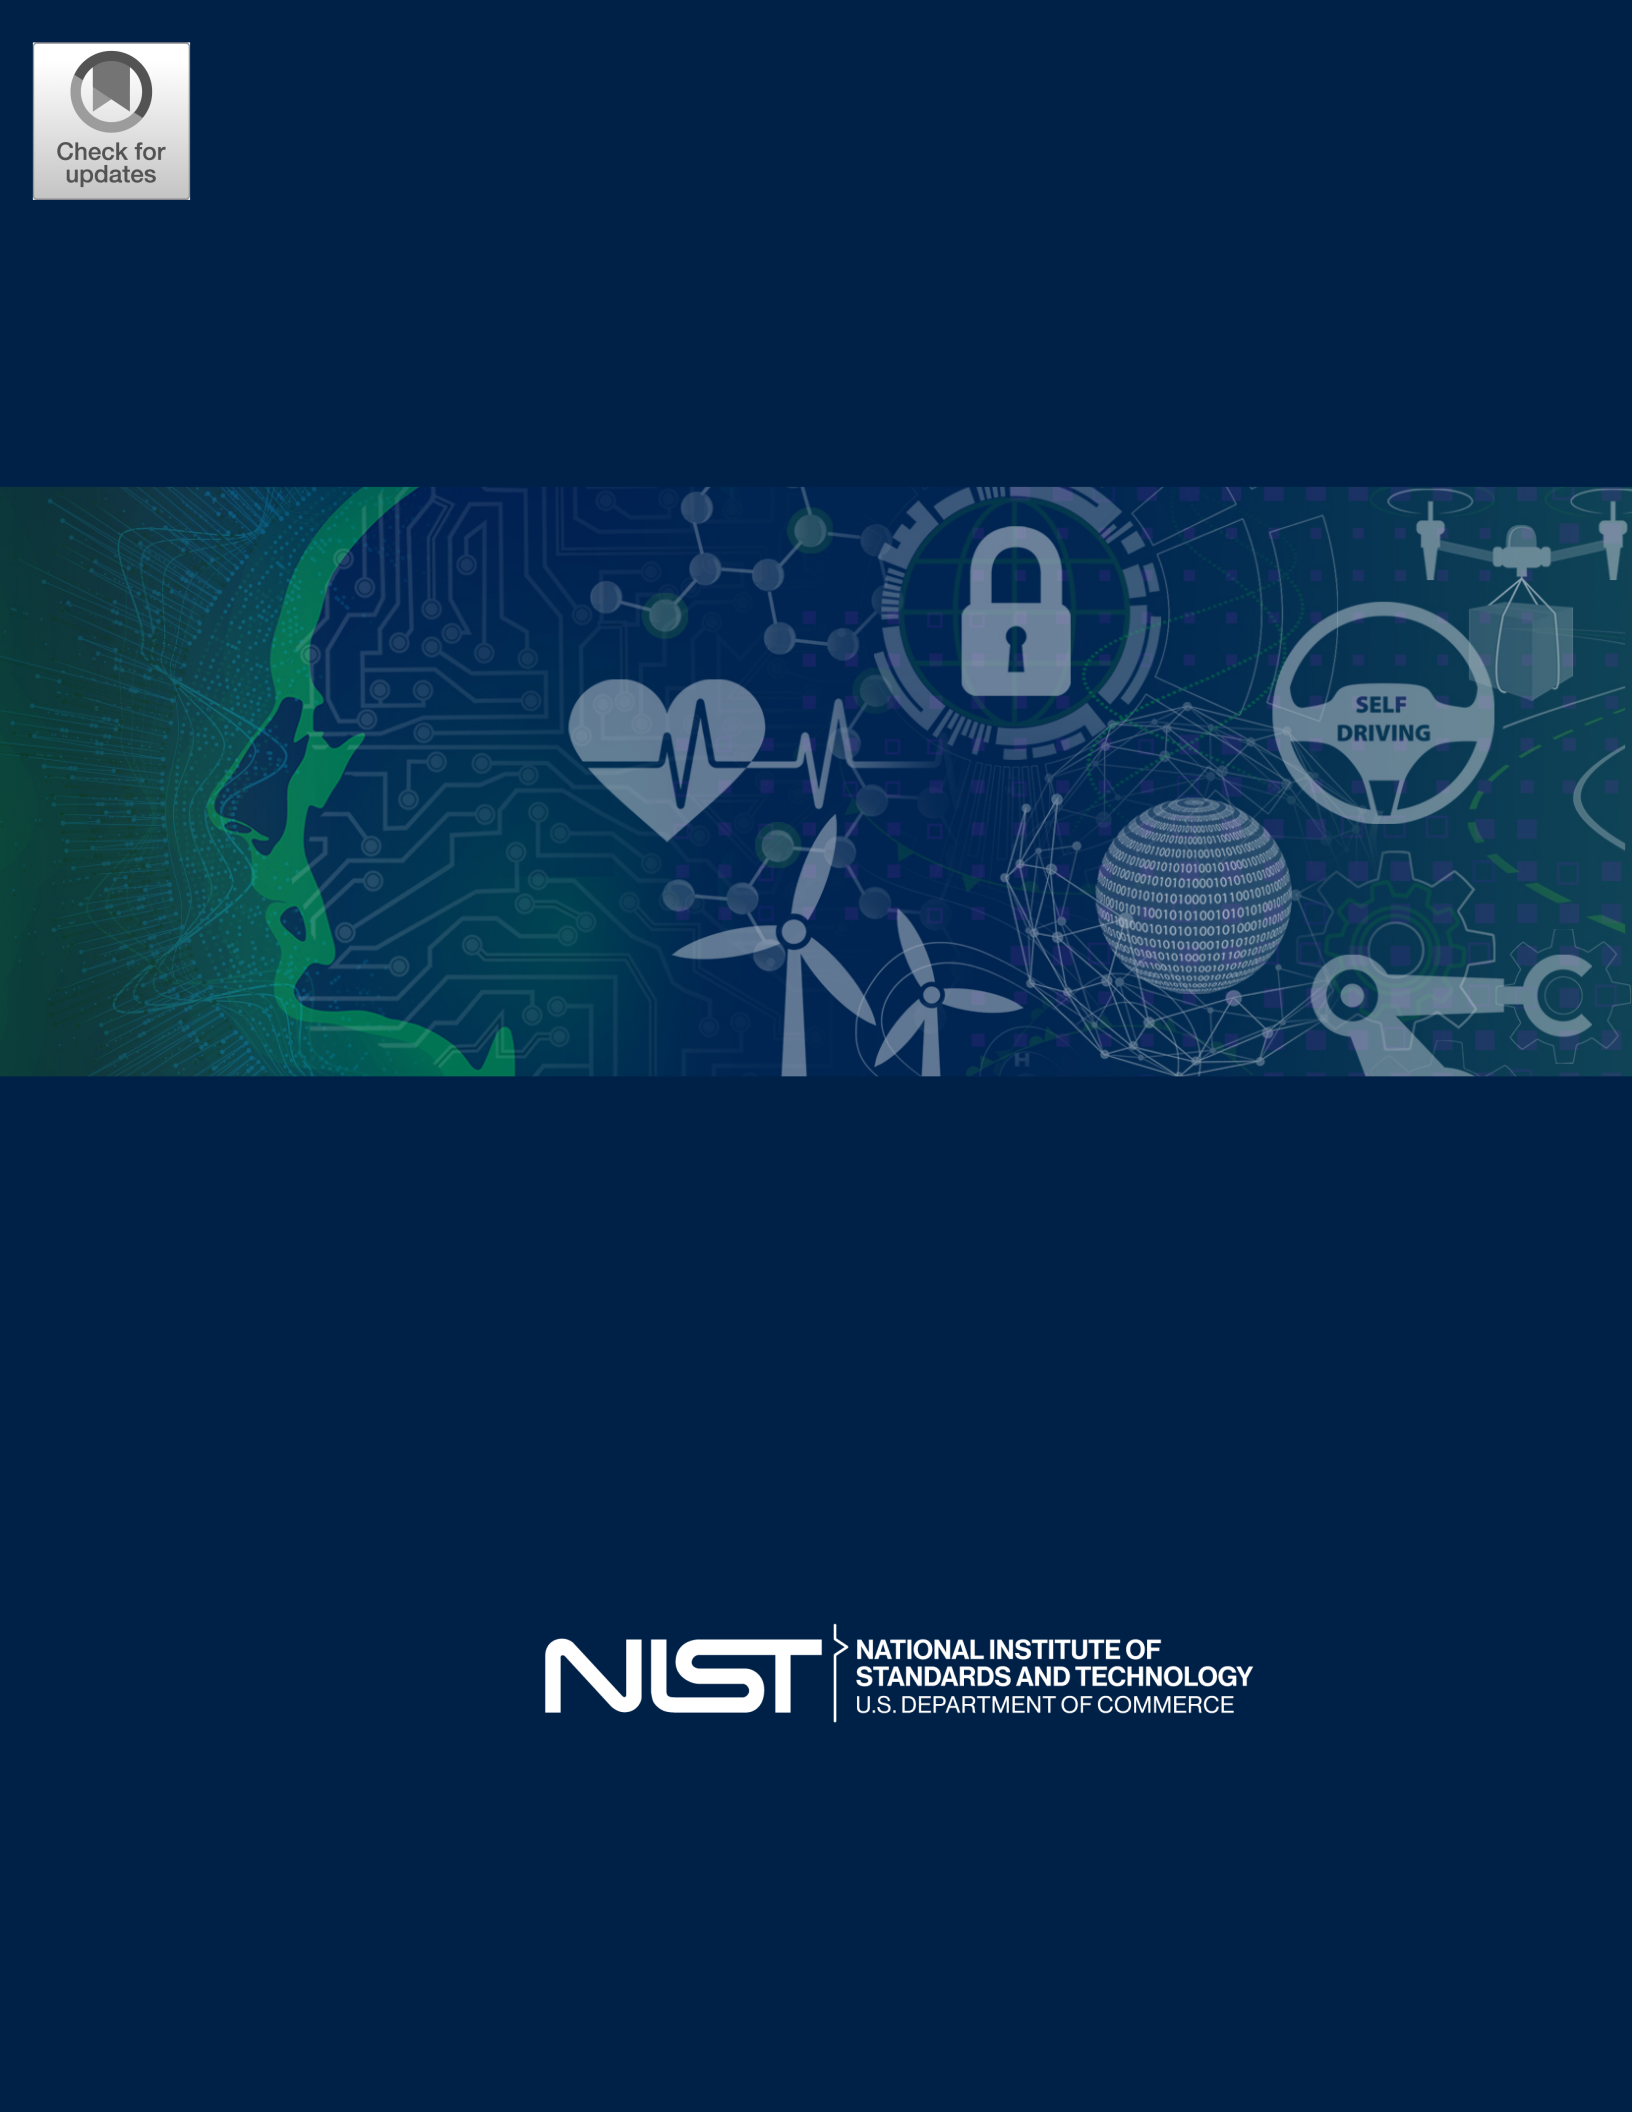 Check for
updates
SELF
DRIVING
H
NIST
NATIONAL INSTITUTE OF
STANDARDS AND TECHNOLOGY
U.S. DEPARTMENT OF COMMERCE